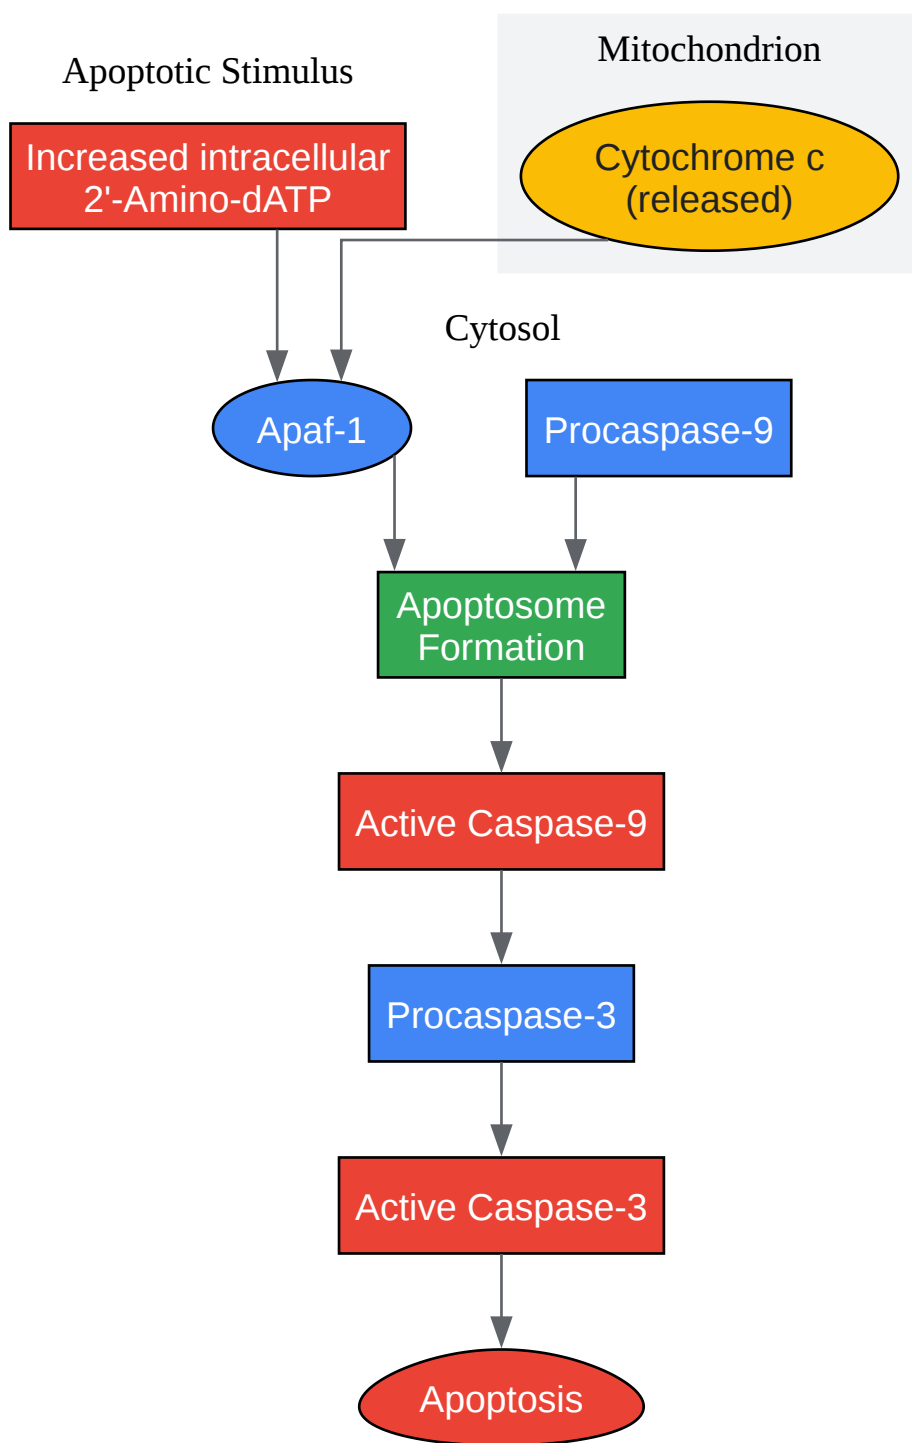 Apoptotic Stimulus
Mitochondrion
Increased intracellular
2'-Amino-dATP
Cytochrome c
(released)
Cytosol
Apaf-1
Procaspase-9
Apoptosome
Formation
Active Caspase-9
Procaspase-3
Active Caspase-3
Apoptosis